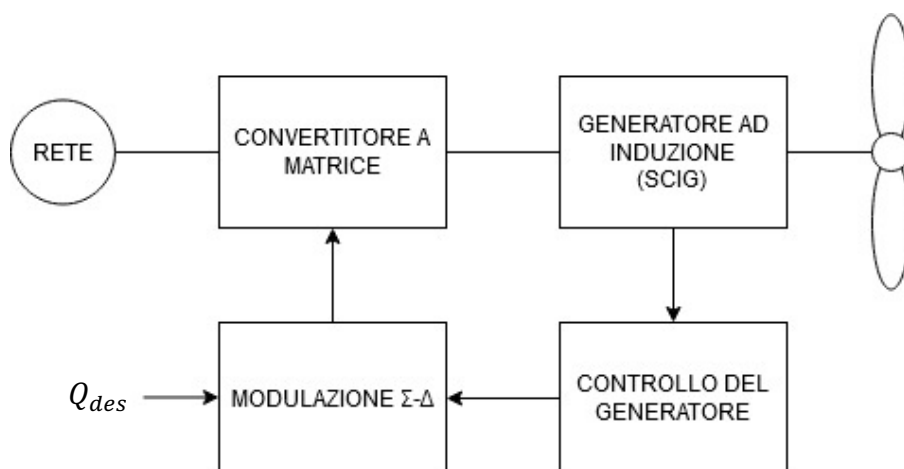 RETE
CONVERTITORE A
MATRICE
GENERATORE AD
INDUZIONE
(SCIG)
Q_des
MODULAZIONE Σ-Δ
CONTROLLO DEL
GENERATORE